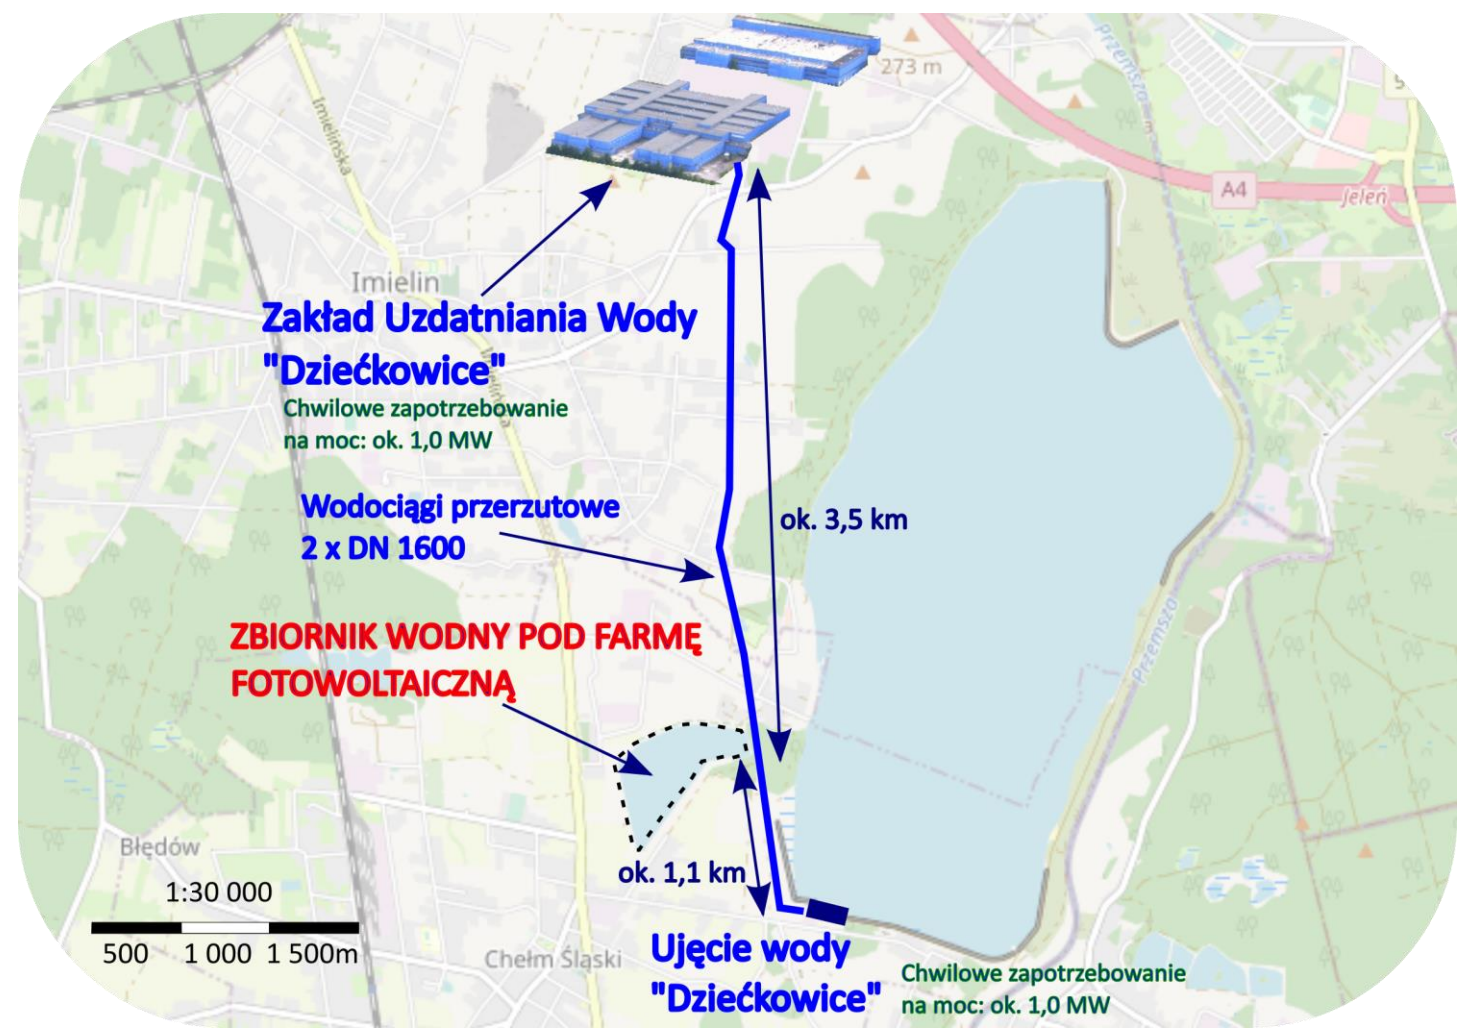 Przemsza
273 m
Imielińska
A4
Jeleń
Imielin
Zakład Uzdatniania Wody
"Dziećkowice"
Chwilowe zapotrzebowanie
na moc: ok. 1,0 MW
Wodociągi przerzutowe
2 x DN 1600
ok. 3,5 km
ZBIORNIK WODNY POD FARMĘ
FOTOWOLTAICZNĄ
Przemsza
Błędów
ok. 1,1 km
1:30 000
500 1 000 1 500m
Chełm Śląski
Ujęcie wody
"Dziećkowice"
Chwilowe zapotrzebowanie
na moc: ok. 1,0 MW